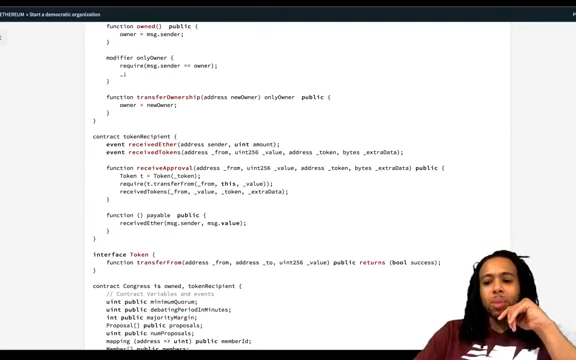 ETHEREUM > Start a democratic organization
function owned() public {
owner = msg.sender;
}
modifier onlyOwner {
require(msg.sender == owner);
_;
}
function transferOwnership(address newOwner) onlyOwner public {
owner = newOwner;
}
}
contract tokenRecipient {
event receivedEther(address sender, uint amount);
event receivedTokens(address _from, uint256 _value, address _token, bytes _extraData);
function receiveApproval(address _from, uint256 _value, address _token, bytes _extraData) public {
Token t = Token(_token);
require(t.transferFrom(_from, this, _value));
receivedTokens(_from, _value, _token, _extraData);
}
function () payable public {
receivedEther(msg.sender, msg.value);
}
}
interface Token {
function transferFrom(address _from, address _to, uint256 _value) public returns (bool success);
}
contract Congress is owned, tokenRecipient {
// Contract Variables and events
uint public minimumQuorum;
uint public debatingPeriodInMinutes;
int public majorityMargin;
Proposal[] public proposals;
uint public numProposals;
mapping (address => uint) public memberId;
Member[] public members;